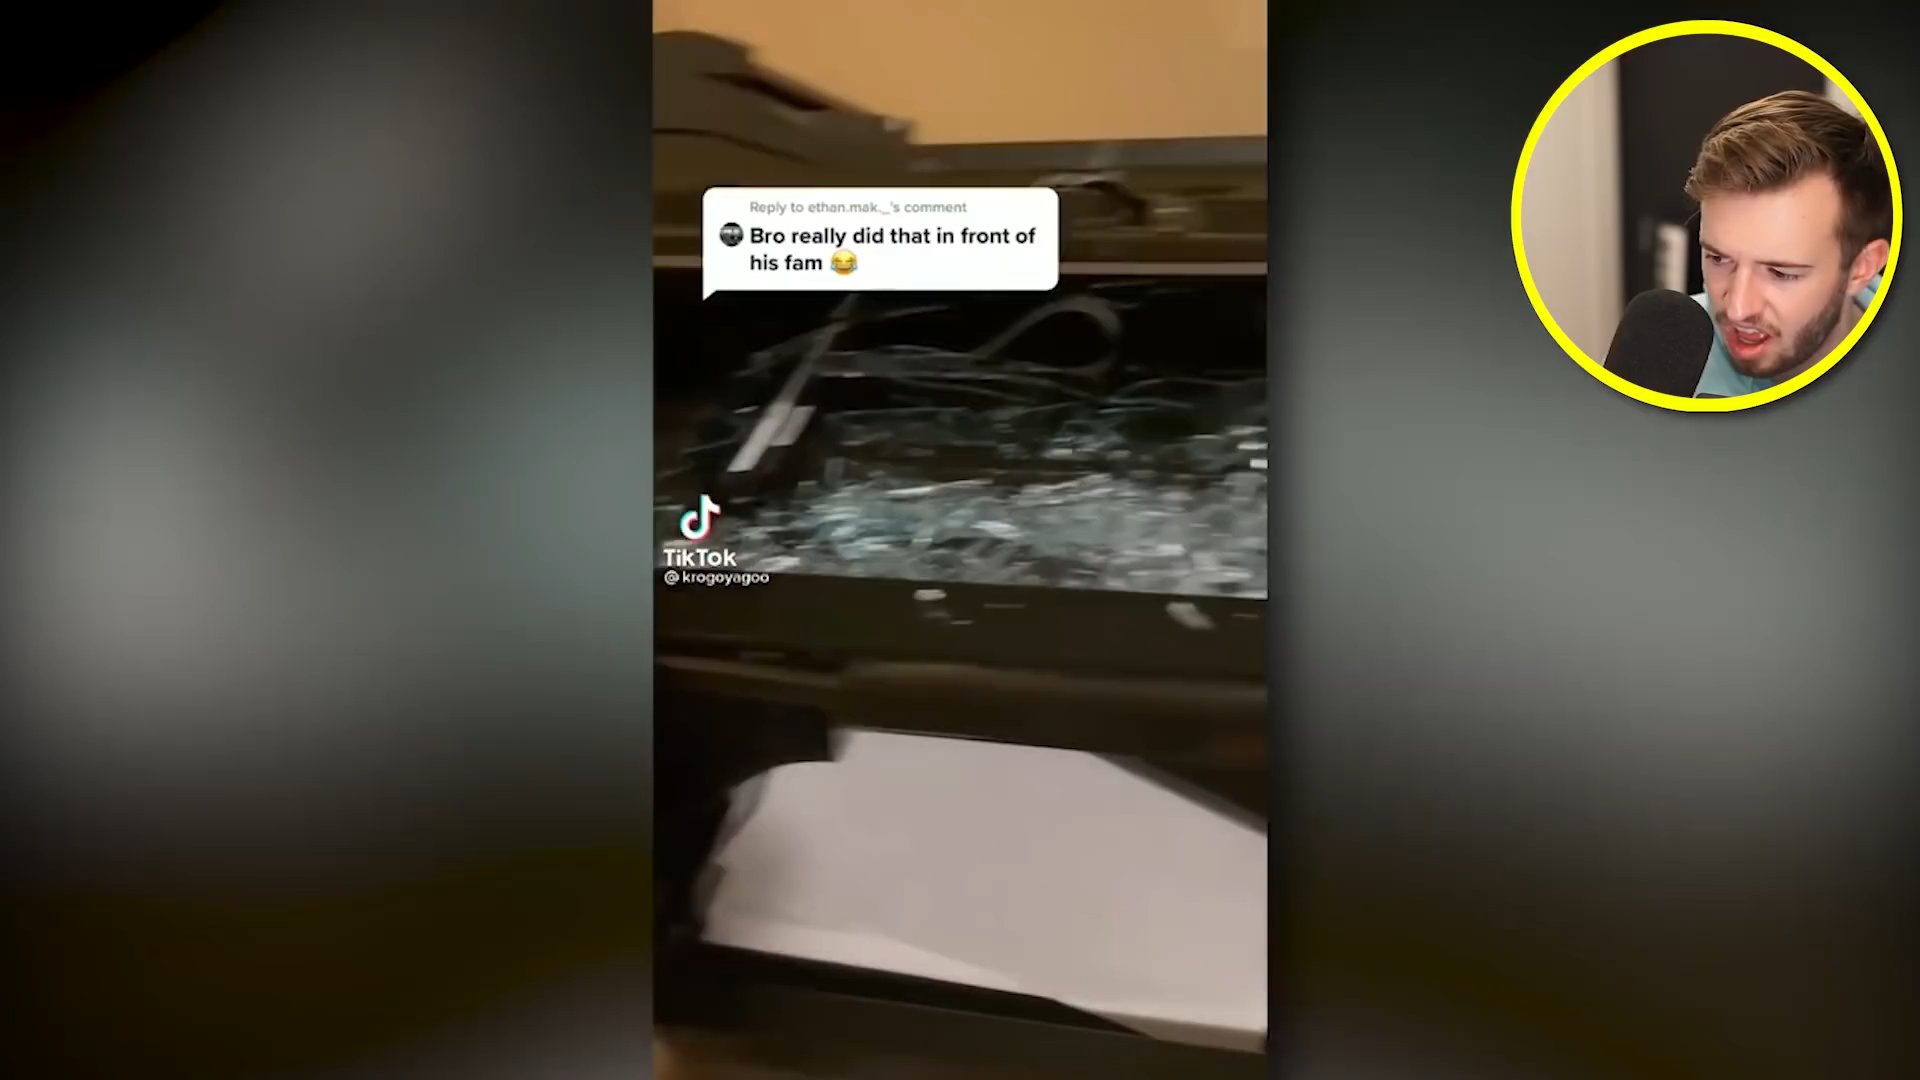 Reply to ethan.mak._'s comment
Bro really did that in front of
his fam 😂
TikTok
@krogoyagoo